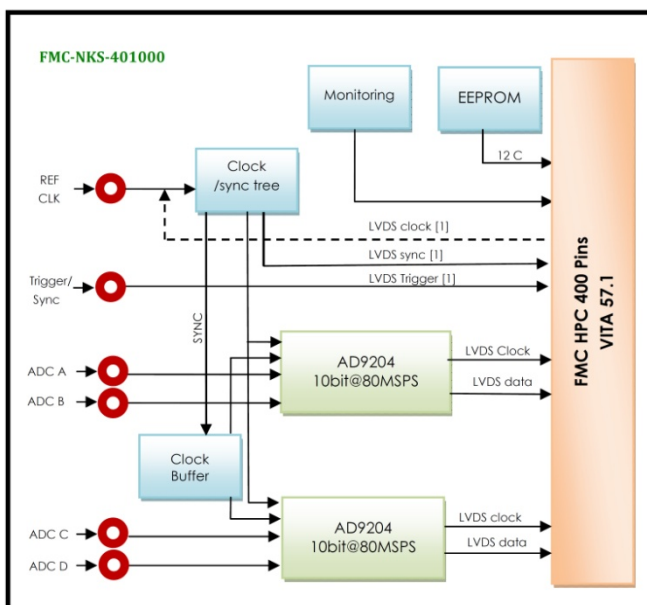 FMC-NKS-401000
Monitoring
EEPROM
12 C
REF
CLK
Clock
/sync tree
LVDS clock [1]
LVDS sync [1]
Trigger/
Sync
LVDS Trigger [1]
SYNC
ADC A
ADC B
AD9204
10bit@80MSPS
LVDS Clock
LVDS data
Clock
Buffer
ADC C
ADC D
AD9204
10bit@80MSPS
LVDS clock
LVDS data
FMC HPC 400 Pins
VITA 57.1